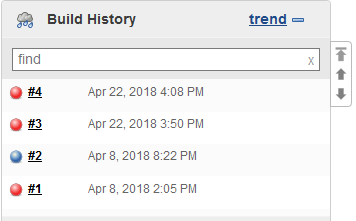 Build History trend
find x
#4 Apr 22, 2018 4:08 PM
#3 Apr 22, 2018 3:50 PM
#2 Apr 8, 2018 8:22 PM
#1 Apr 8, 2018 2:05 PM